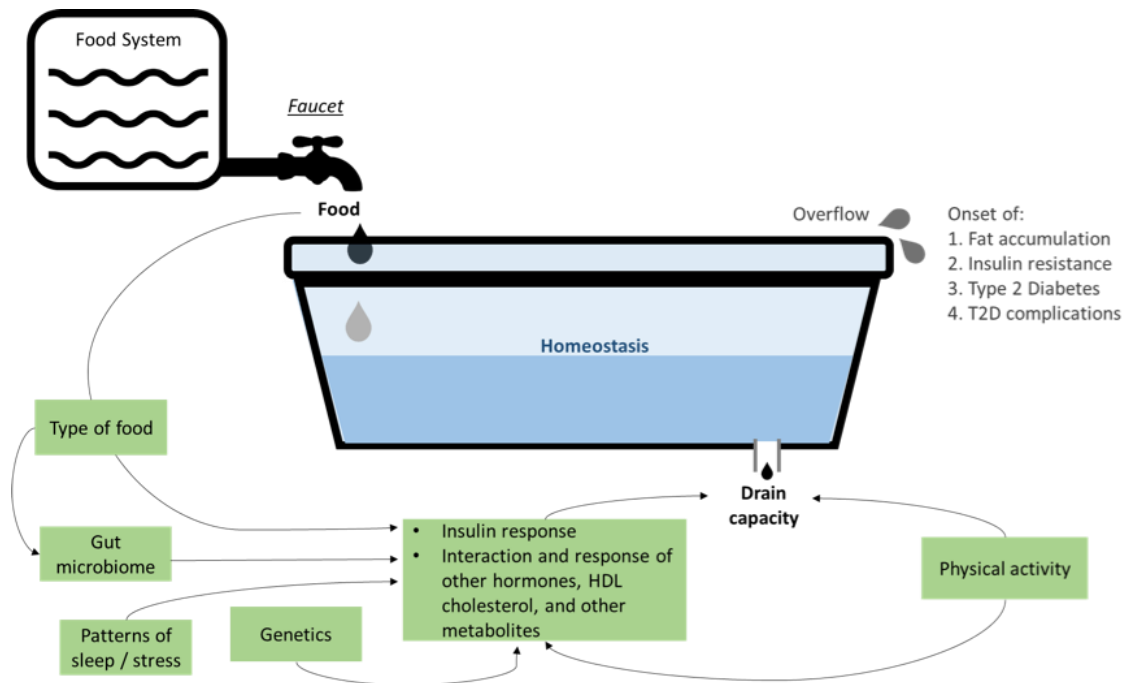 Food System
Faucet
Food
Overflow
Onset of:
1. Fat accumulation
2. Insulin resistance
3. Type 2 Diabetes
4. T2D complications
Homeostasis
Type of food
Drain
capacity
• Insulin response
• Interaction and response of
other hormones, HDL
cholesterol, and other
metabolites
Gut
microbiome
Physical activity
Patterns of
sleep / stress
Genetics